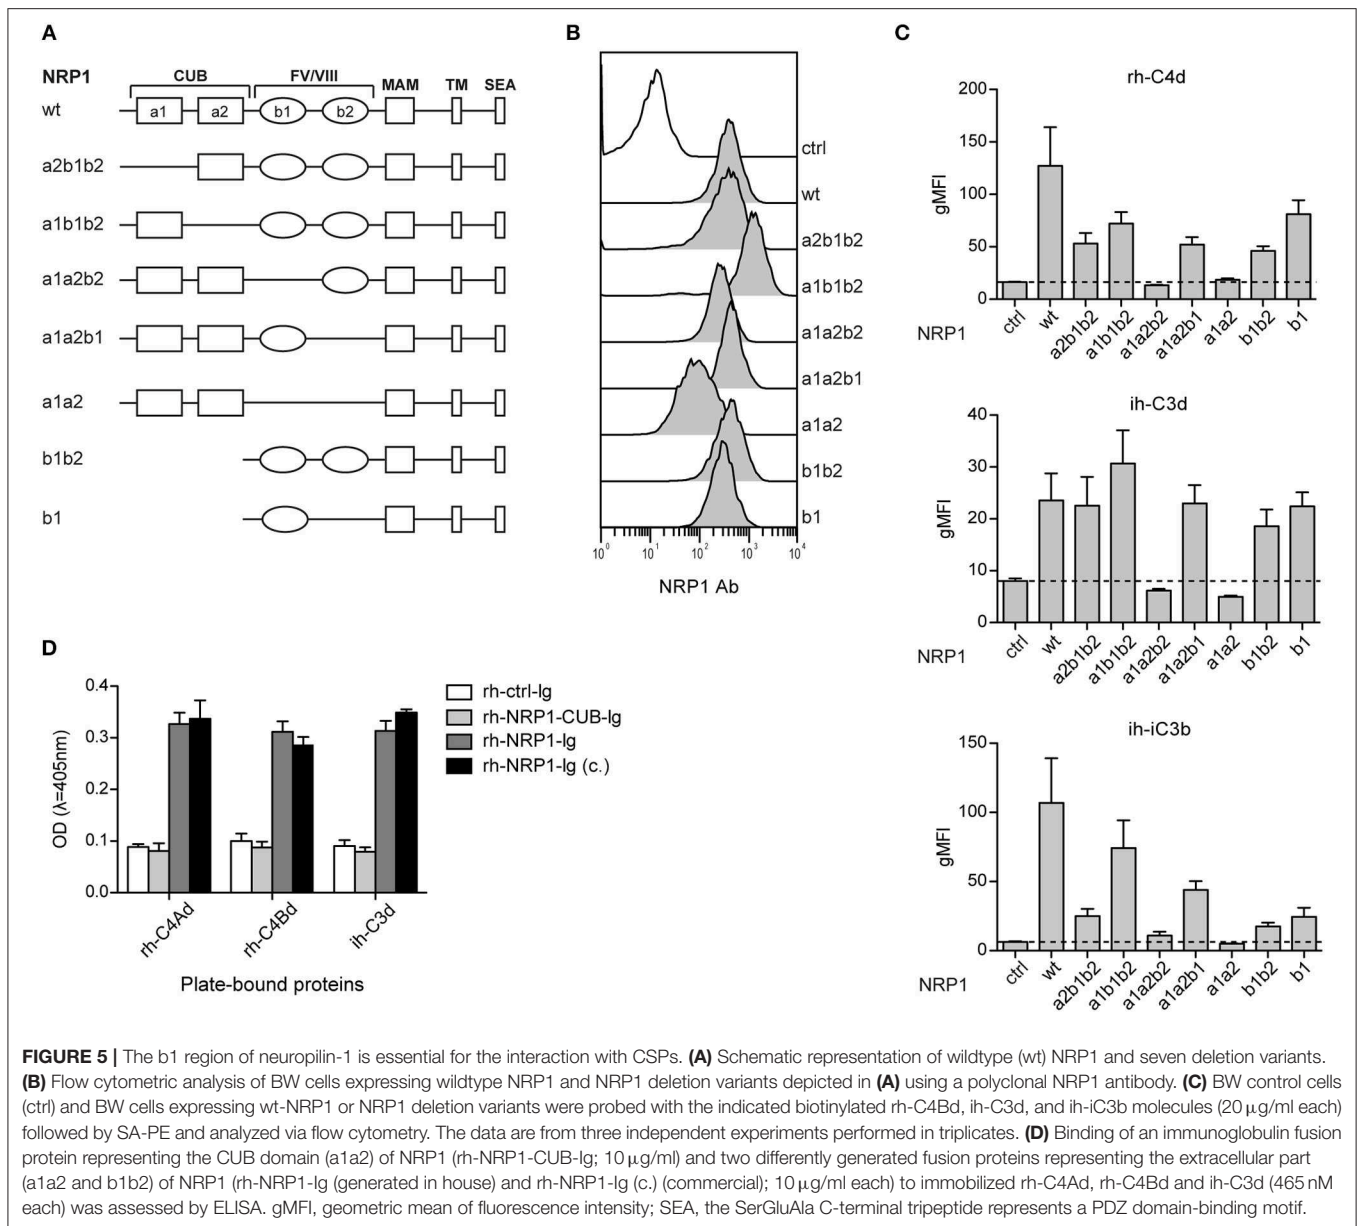 A
NRP1
CUB
FV/VIII
MAM
TM
SEA
wt
a1
a2
b1
b2
a2b1b2
a1b1b2
a1a2b2
a1a2b1
a1a2
b1b2
b1
B
ctrl
wt
a2b1b2
a1b1b2
a1a2b2
a1a2b1
a1a2
b1b2
b1
10^0
10^1
10^2
10^3
10^4
NRP1 Ab
C
rh-C4d
gMFI
200
150
100
50
0
NRP1
ctrl
wt
a2b1b2
a1b1b2
a1a2b2
a1a2b1
a1a2
b1b2
b1
ih-C3d
gMFI
40
30
20
10
0
NRP1
ctrl
wt
a2b1b2
a1b1b2
a1a2b2
a1a2b1
a1a2
b1b2
b1
ih-iC3b
gMFI
150
100
50
0
NRP1
ctrl
wt
a2b1b2
a1b1b2
a1a2b2
a1a2b1
a1a2
b1b2
b1
D
OD (λ=405nm)
0.4
0.3
0.2
0.1
0.0
rh-C4Ad
rh-C4Bd
ih-C3d
Plate-bound proteins
rh-ctrl-Ig
rh-NRP1-CUB-Ig
rh-NRP1-Ig
rh-NRP1-Ig (c.)
FIGURE 5 | The b1 region of neuropilin-1 is essential for the interaction with CSPs. (A) Schematic representation of wildtype (wt) NRP1 and seven deletion variants.
(B) Flow cytometric analysis of BW cells expressing wildtype NRP1 and NRP1 deletion variants depicted in (A) using a polyclonal NRP1 antibody. (C) BW control cells
(ctrl) and BW cells expressing wt-NRP1 or NRP1 deletion variants were probed with the indicated biotinylated rh-C4Bd, ih-C3d, and ih-iC3b molecules (20 µg/ml each)
followed by SA-PE and analyzed via flow cytometry. The data are from three independent experiments performed in triplicates. (D) Binding of an immunoglobulin fusion
protein representing the CUB domain (a1a2) of NRP1 (rh-NRP1-CUB-Ig; 10 µg/ml) and two differently generated fusion proteins representing the extracellular part
(a1a2 and b1b2) of NRP1 (rh-NRP1-Ig (generated in house) and rh-NRP1-Ig (c.) (commercial); 10 µg/ml each) to immobilized rh-C4Ad, rh-C4Bd and ih-C3d (465 nM
each) was assessed by ELISA. gMFI, geometric mean of fluorescence intensity; SEA, the SerGluAla C-terminal tripeptide represents a PDZ domain-binding motif.